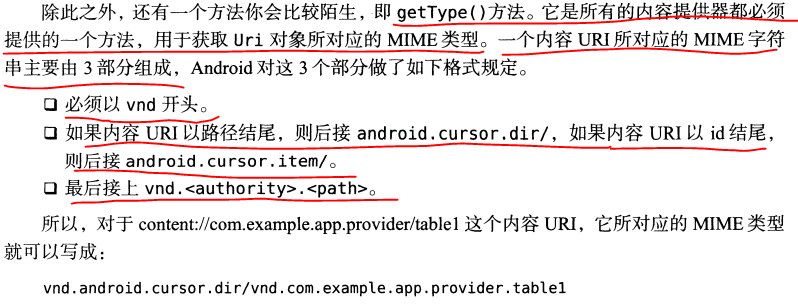 除此之外，还有一个方法你会比较陌生，即 getType()方法。它是所有的内容提供器都必须
提供的一个方法，用于获取 Uri 对象所对应的 MIME 类型。一个内容 URI 所对应的 MIME 字符
串主要由 3 部分组成，Android 对这 3 个部分做了如下格式规定。
❑ 必须以 vnd 开头。
❑ 如果内容 URI 以路径结尾，则后接 android.cursor.dir/，如果内容 URI 以 id 结尾，
则后接 android.cursor.item/。
❑ 最后接上 vnd.<authority>.<path>。
所以，对于 content://com.example.app.provider/table1 这个内容 URI，它所对应的 MIME 类型
就可以写成：
vnd.android.cursor.dir/vnd.com.example.app.provider.table1